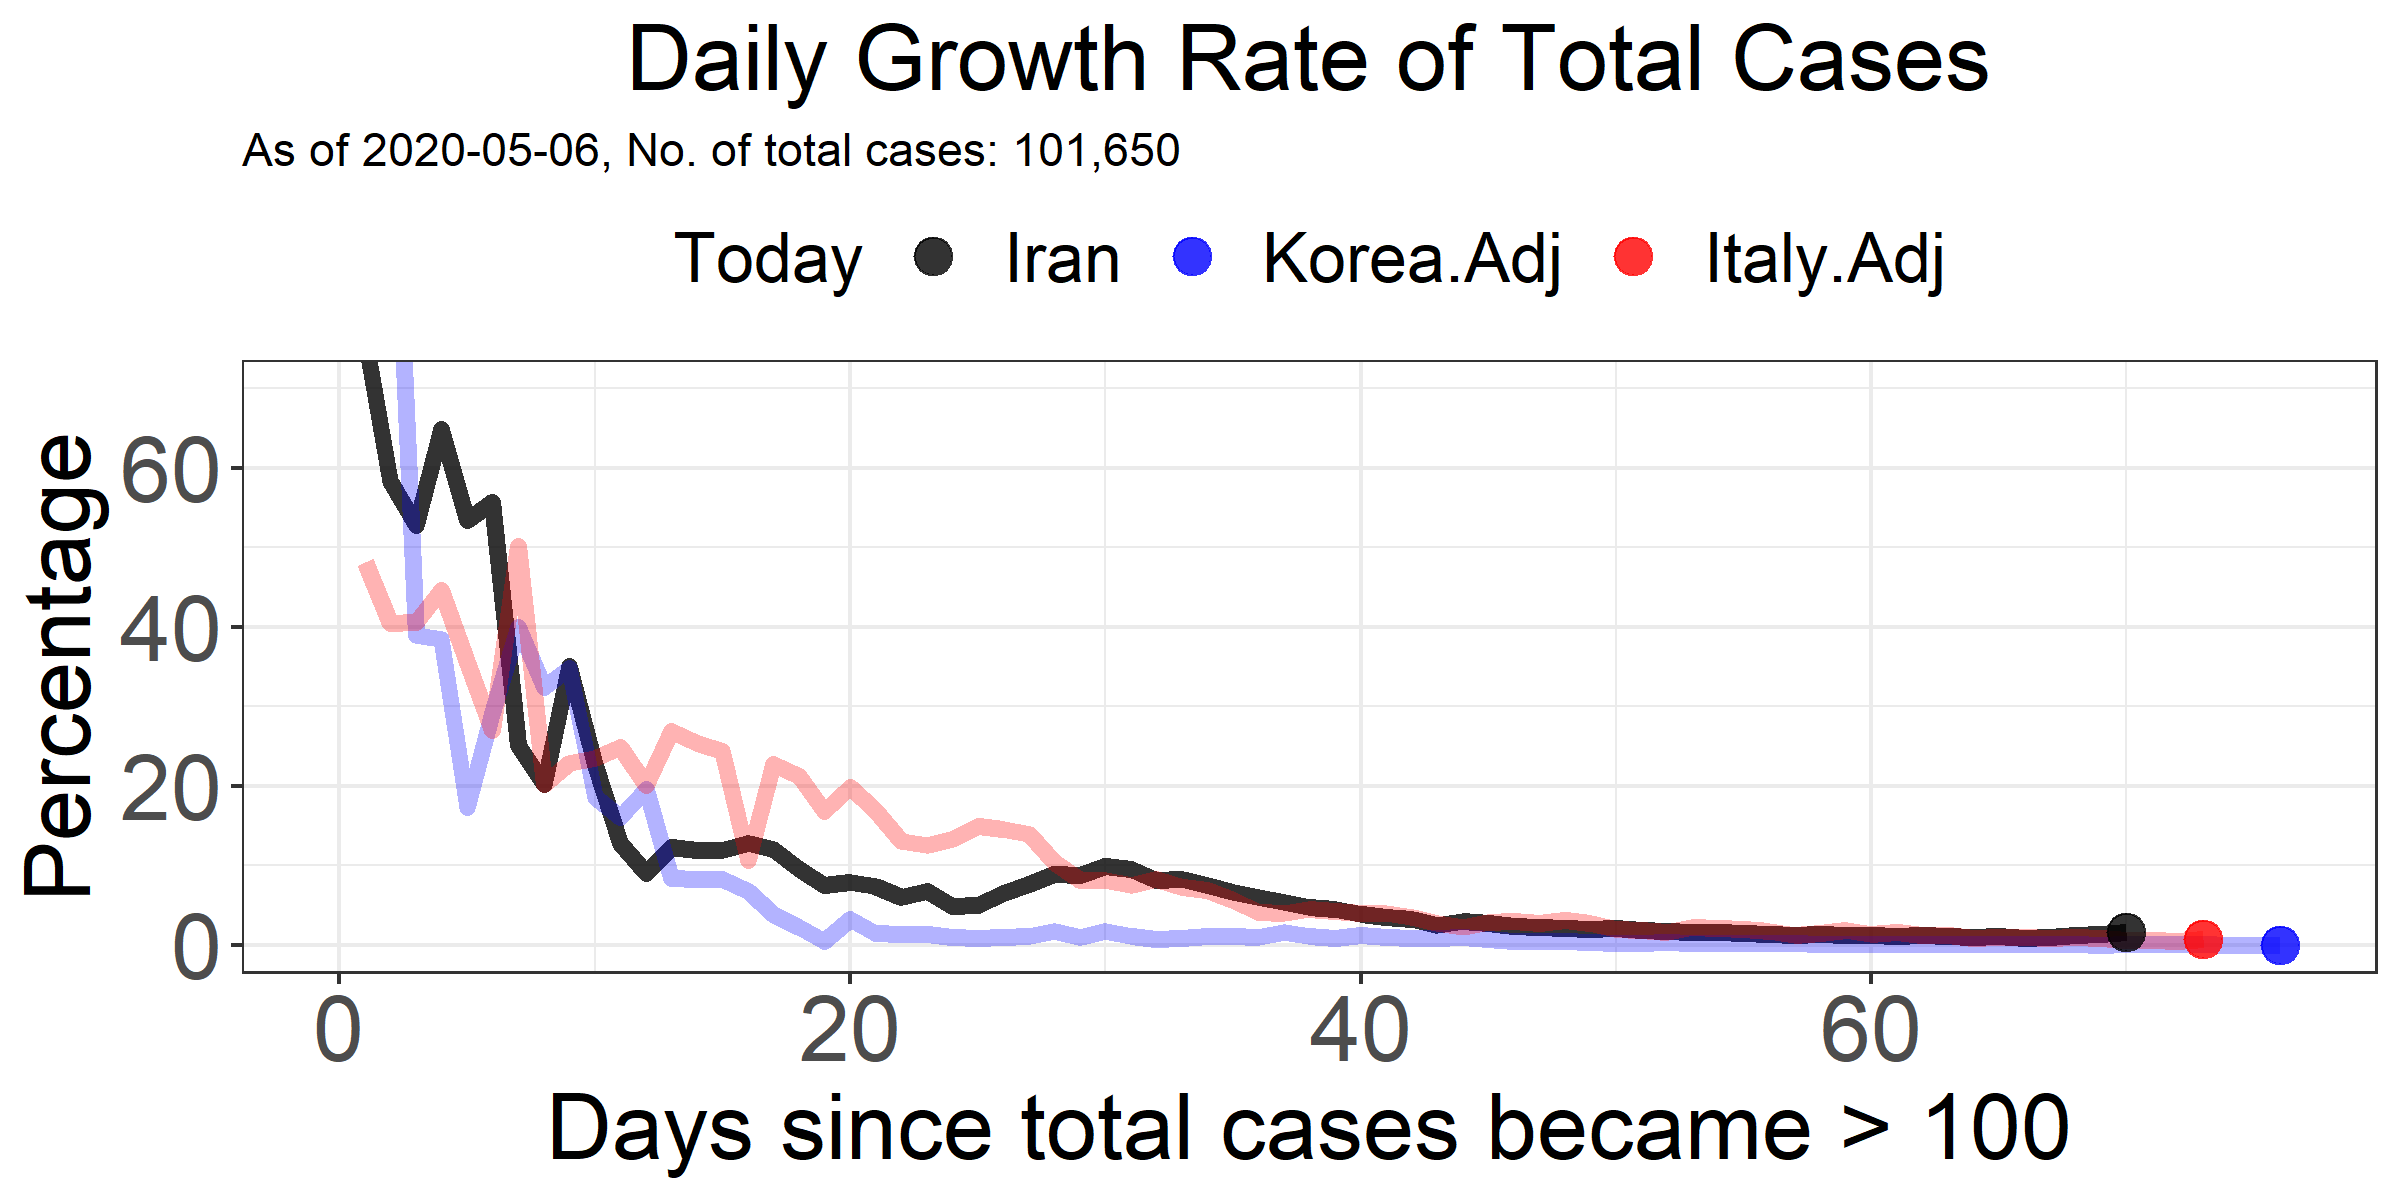 Daily Growth Rate of Total Cases
As of 2020-05-06, No. of total cases: 101,650
Today Iran Korea.Adj Italy.Adj
Percentage
60
40
20
0
0 20 40 60
Days since total cases became > 100